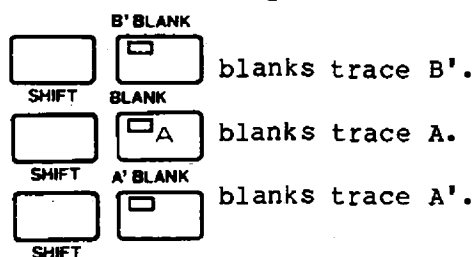 B' BLANK
blanks trace B'.
SHIFT BLANK
A blanks trace A.
SHIFT A' BLANK
blanks trace A'.
SHIFT